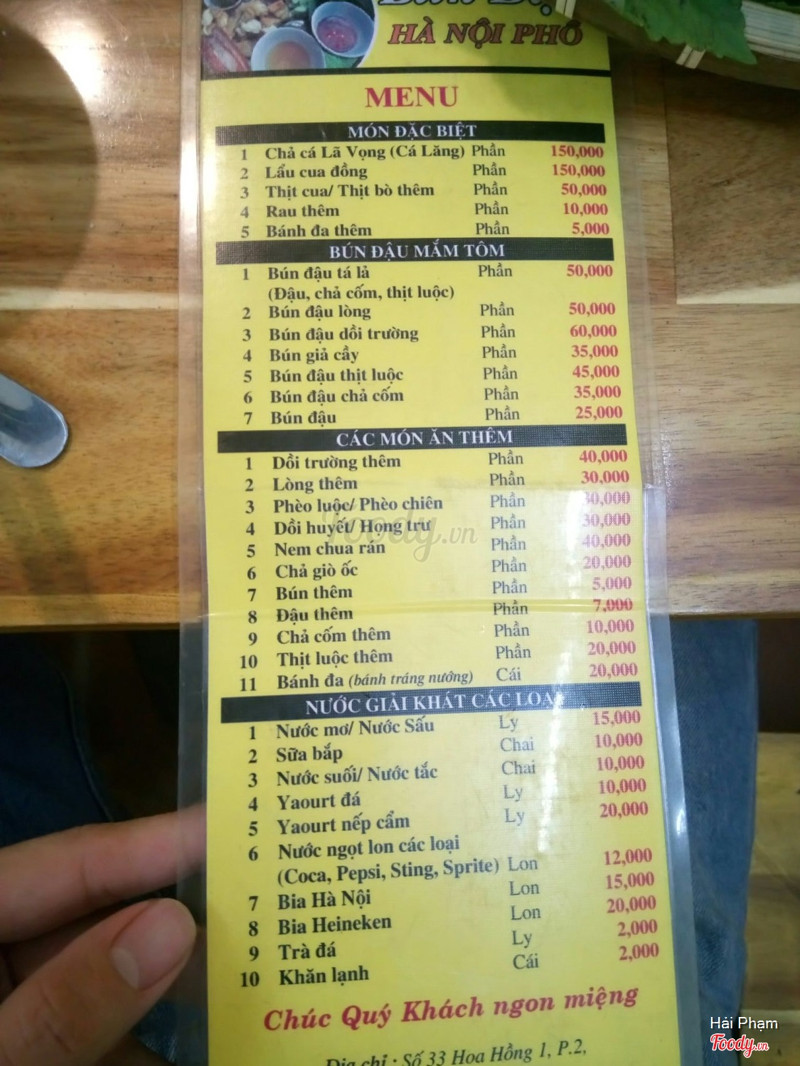 HÀ NỘI PHỐ
MENU
MÓN ĐẶC BIỆT
1 Chả cá Lã Vọng (Cá Lăng) Phần 150,000
2 Lẩu cua đồng Phần 150,000
3 Thịt cua/ Thịt bò thêm Phần 50,000
4 Rau thêm Phần 10,000
5 Bánh đa thêm Phần 5,000
BÚN ĐẬU MẮM TÔM
1 Bún đậu tá lả Phần 50,000
(Đậu, chả cốm, thịt luộc)
2 Bún đậu lòng Phần 50,000
3 Bún đậu dồi trường Phần 60,000
4 Bún giả cầy Phần 35,000
5 Bún đậu thịt luộc Phần 45,000
6 Bún đậu chả cốm Phần 35,000
7 Bún đậu Phần 25,000
CÁC MÓN ĂN THÊM
1 Dồi trường thêm Phần 40,000
2 Lòng thêm Phần 30,000
3 Phèo luộc/ Phèo chiên Phần
4 Dồi huyết/ Họng trư Phần 30,000
5 Nem chua rán Phần 40,000
6 Chả giò ốc Phần 20,000
7 Bún thêm Phần 5,000
8 Đậu thêm Phần 7,000
9 Chả cốm thêm Phần 10,000
10 Thịt luộc thêm Phần 20,000
11 Bánh đa (bánh tráng nướng) Cái 20,000
NƯỚC GIẢI KHÁT CÁC LOẠI
1 Nước mơ/ Nước Sấu Ly 15,000
2 Sữa bắp Chai 10,000
3 Nước suối/ Nước tắc Chai 10,000
4 Yaourt đá Ly 10,000
5 Yaourt nếp cẩm Ly 20,000
6 Nước ngọt lon các loại
(Coca, Pepsi, Sting, Sprite) Lon 12,000
7 Bia Hà Nội Lon 15,000
8 Bia Heineken Lon 20,000
9 Trà đá Ly 2,000
10 Khăn lạnh Cái 2,000
Chúc Quý Khách ngon miệng
Địa chỉ : Số 33 Hoa Hồng 1, P.2,
Foody.vn
Hải Phạm
Foody.vn